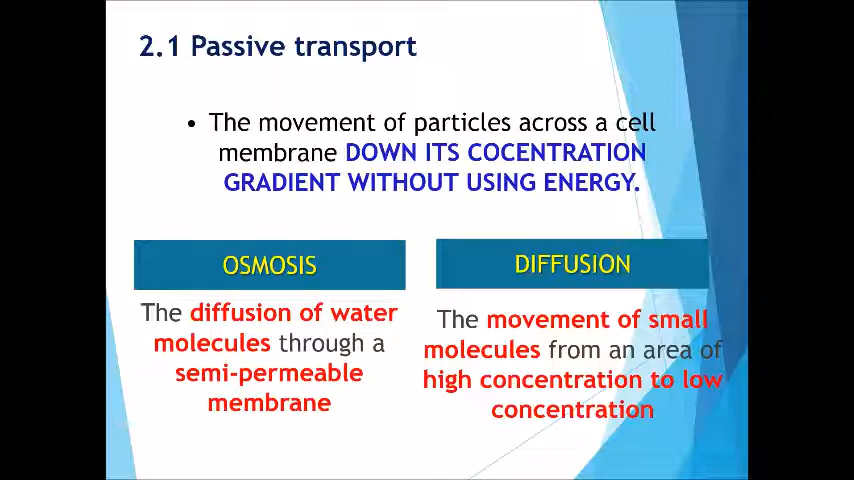 2.1 Passive transport
• The movement of particles across a cell
membrane DOWN ITS COCENTRATION
GRADIENT WITHOUT USING ENERGY.
OSMOSIS
The diffusion of water
molecules through a
semi-permeable
membrane
DIFFUSION
The movement of small
molecules from an area of
high concentration to low
concentration